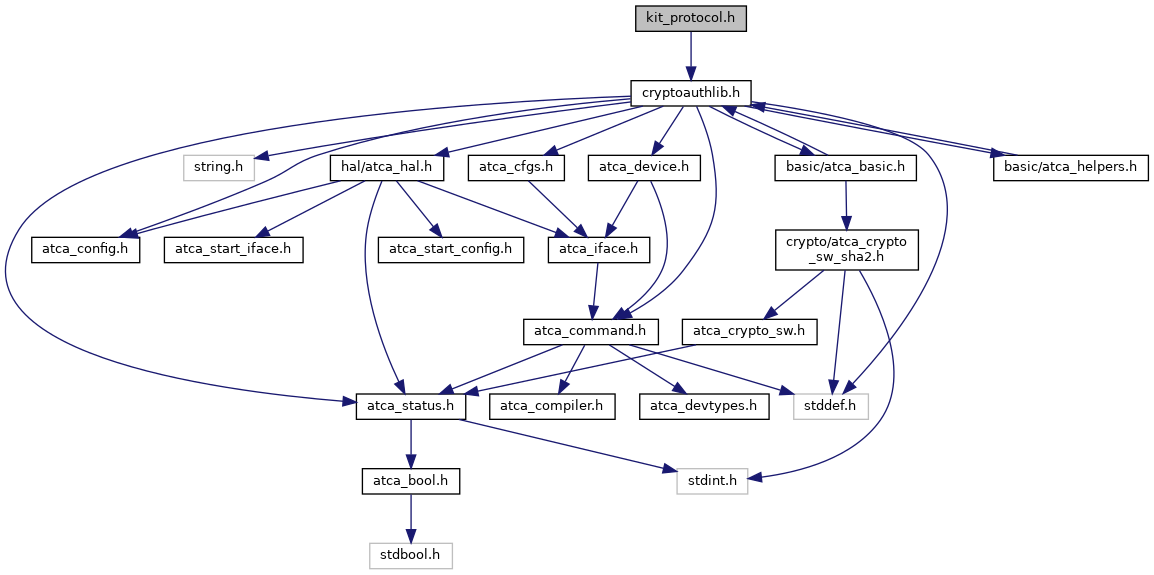 kit_protocol.h
cryptoauthlib.h
string.h
hal/atca_hal.h
atca_cfgs.h
atca_device.h
basic/atca_basic.h
basic/atca_helpers.h
atca_config.h
atca_start_iface.h
atca_start_config.h
atca_iface.h
crypto/atca_crypto
_sw_sha2.h
atca_command.h
atca_crypto_sw.h
atca_status.h
atca_compiler.h
atca_devtypes.h
stddef.h
atca_bool.h
stdint.h
stdbool.h